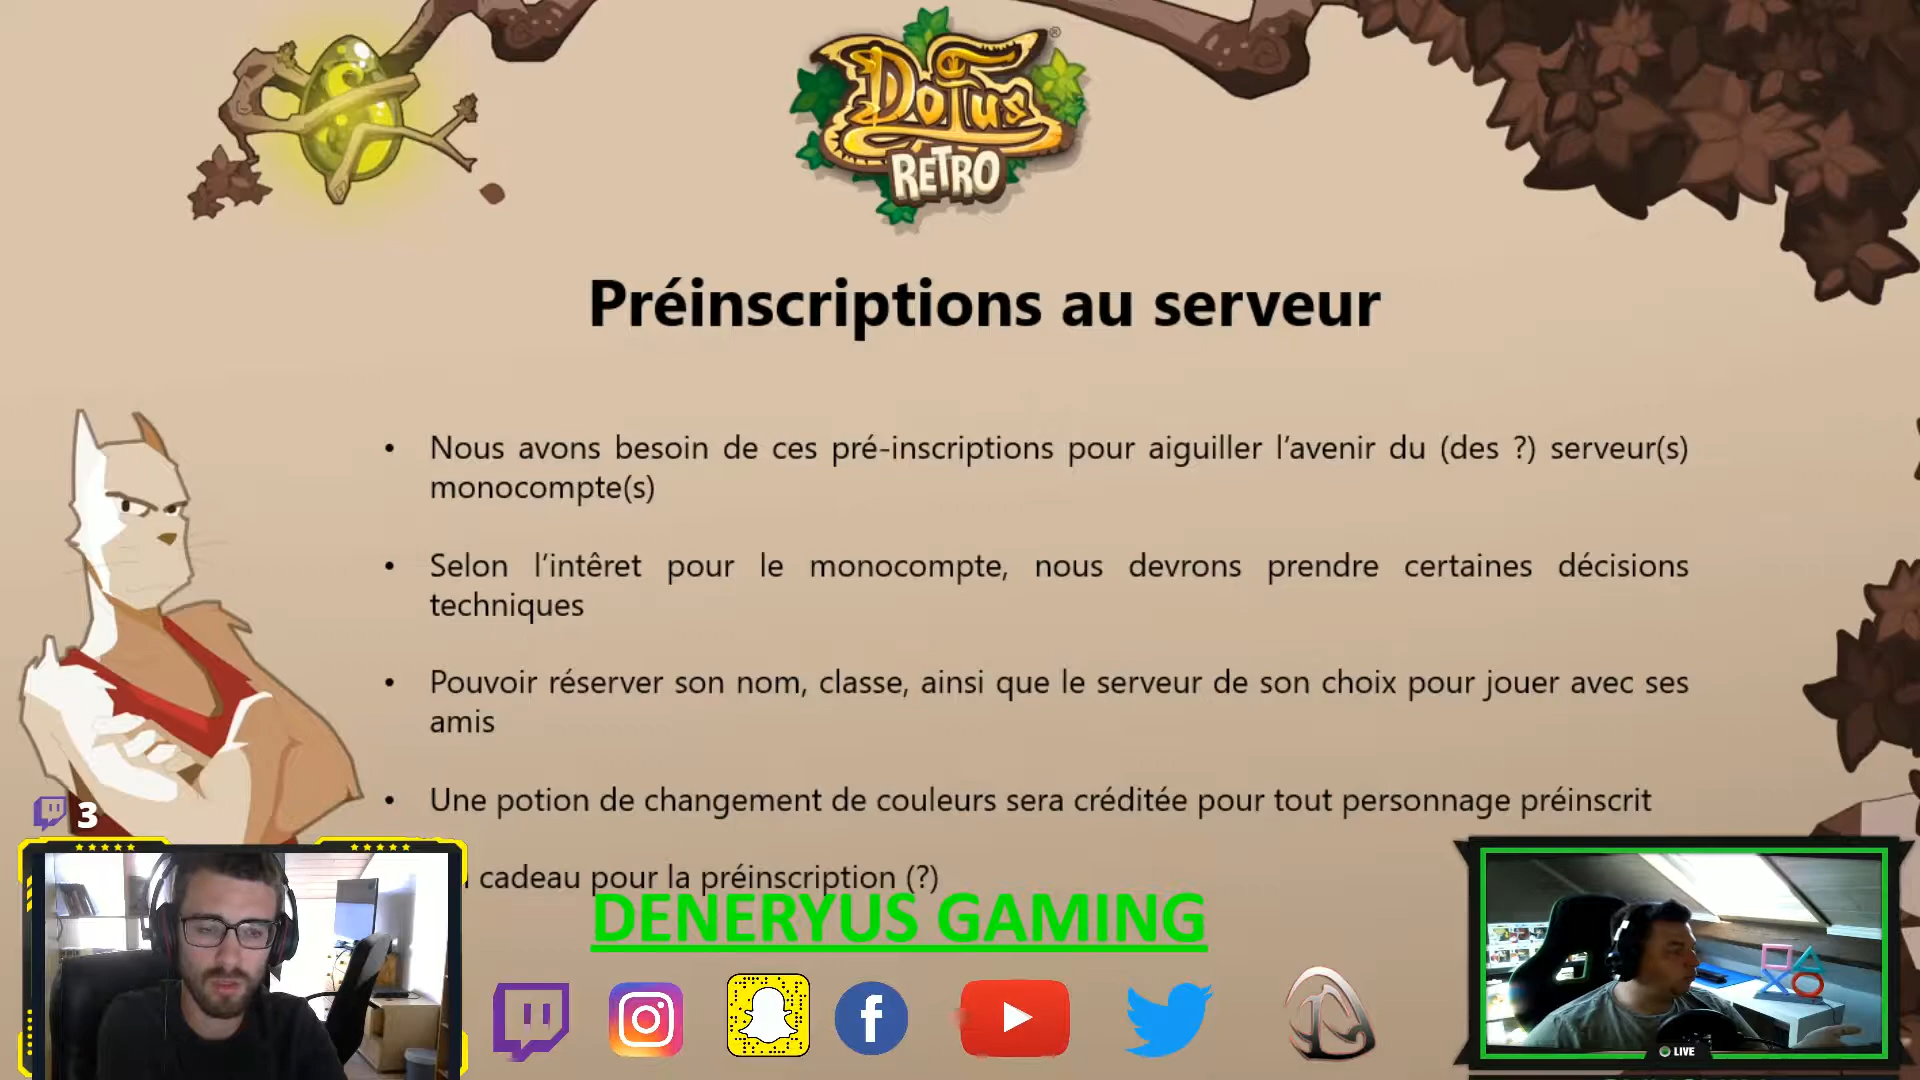 DOFUS
RETRO
Préinscriptions au serveur
• Nous avons besoin de ces pré-inscriptions pour aiguiller l’avenir du (des ?) serveur(s)
monocompte(s)
• Selon l’intêret pour le monocompte, nous devrons prendre certaines décisions
techniques
• Pouvoir réserver son nom, classe, ainsi que le serveur de son choix pour jouer avec ses
amis
• Une potion de changement de couleurs sera créditée pour tout personnage préinscrit
3
cadeau pour la préinscription (?)
DENERYUS GAMING
LIVE